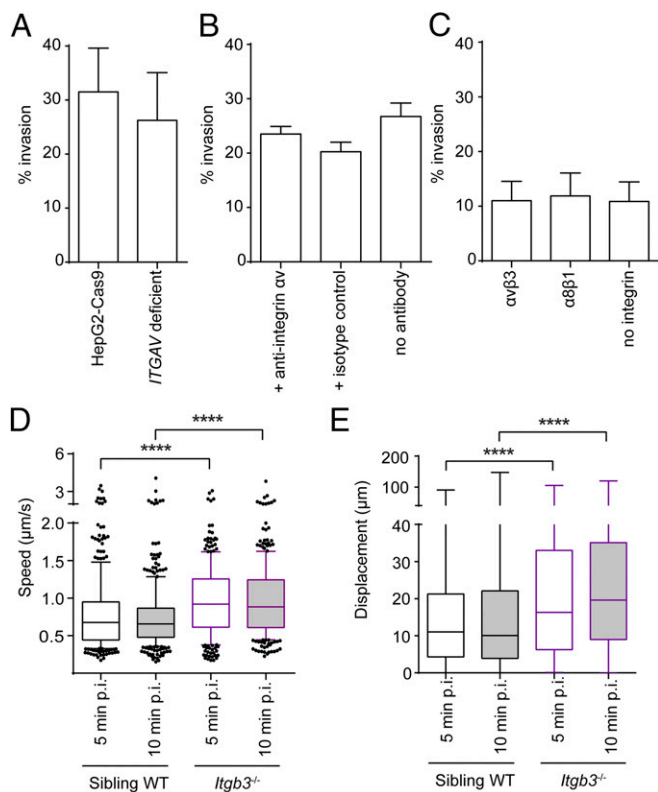 A
B
C
% invasion
40
30
20
10
0
HepG2-Cas9
ITGAV deficient
% invasion
40
30
20
10
0
+ anti-integrin αv
+ isotype control
no antibody
% invasion
40
30
20
10
0
αvβ3
α8β1
no integrin
D
E
****
****
Speed (μm/s)
6
3
2.0
1.5
1.0
0.5
5 min p.i.
10 min p.i.
5 min p.i.
10 min p.i.
Sibling WT
Itgb3-/-
****
****
Displacement (μm)
200
100
40
30
20
10
0
5 min p.i.
10 min p.i.
5 min p.i.
10 min p.i.
Sibling WT
Itgb3-/-